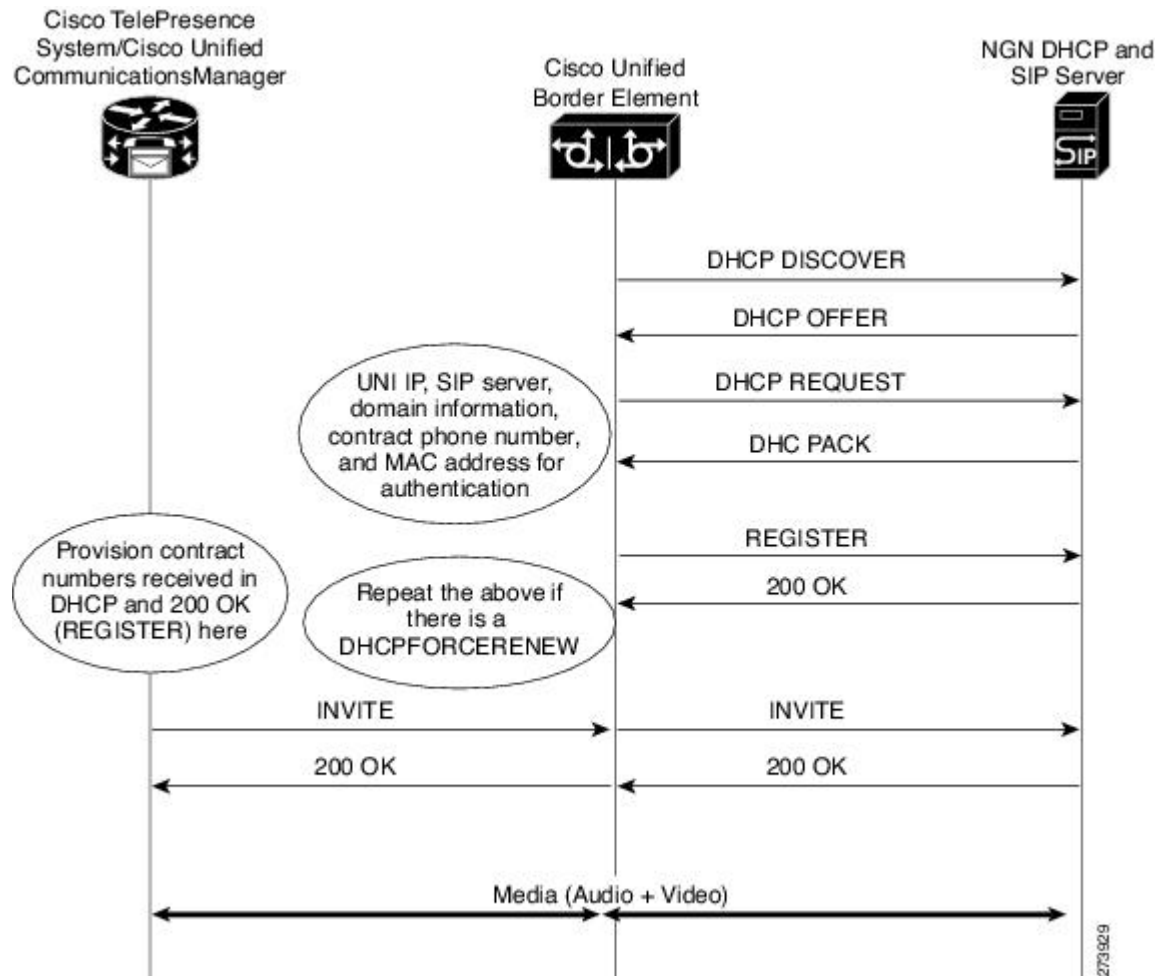 Cisco TelePresence
System/Cisco Unified
CommunicationsManager
Cisco Unified
Border Element
NGN DHCP and
SIP Server
SIP
DHCP DISCOVER
DHCP OFFER
UNI IP, SIP server,
domain information,
contract phone number,
and MAC address for
authentication
DHCP REQUEST
DHC PACK
Provision contract
numbers received in
DHCP and 200 OK
(REGISTER) here
REGISTER
200 OK
Repeat the above if
there is a
DHCPFORCERENEW
INVITE
INVITE
200 OK
200 OK
Media (Audio + Video)
273929